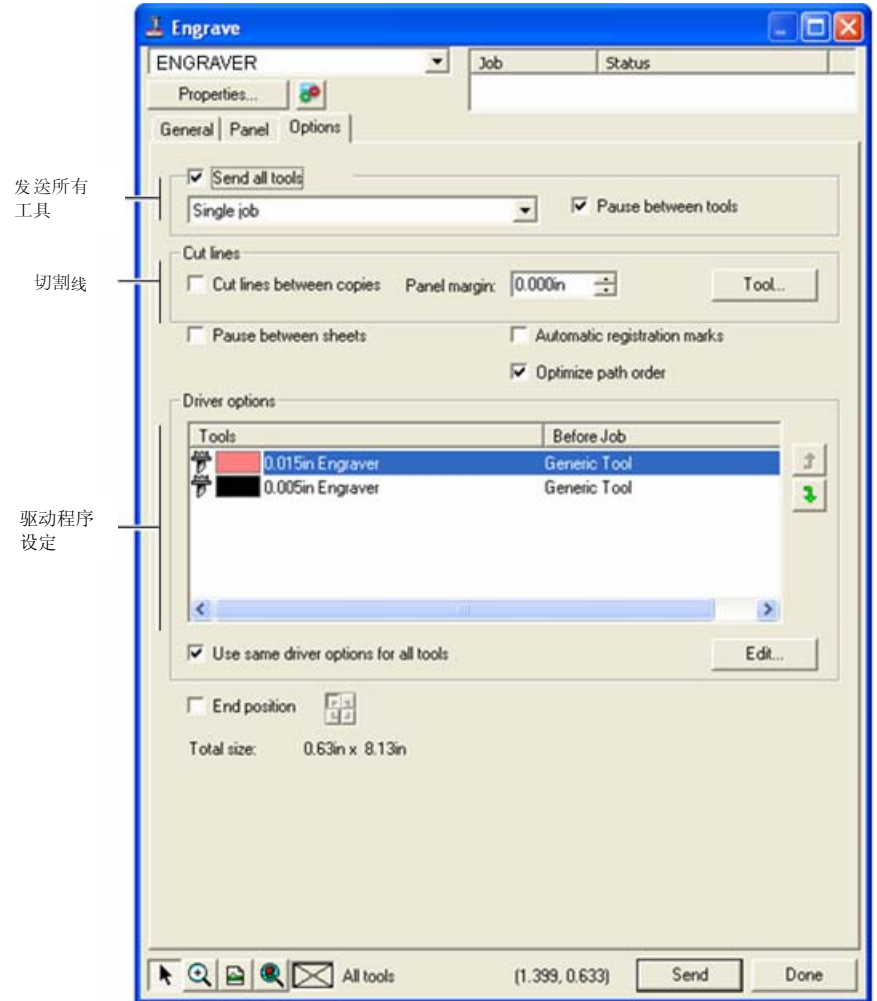 Engrave
ENGRAVER
Job Status
Properties...
General Panel Options
发送所有
工具
Send all tools
Single job
Pause between tools
切割线
Cut lines
Cut lines between copies Panel margin: 0.000in Tool...
Pause between sheets Automatic registration marks
Optimize path order
驱动程序
设定
Driver options
Tools Before Job
0.015in Engraver Generic Tool
0.005in Engraver Generic Tool
Use same driver options for all tools Edit...
End position
Total size: 0.63in x 8.13in
All tools (1.399, 0.633) Send Done